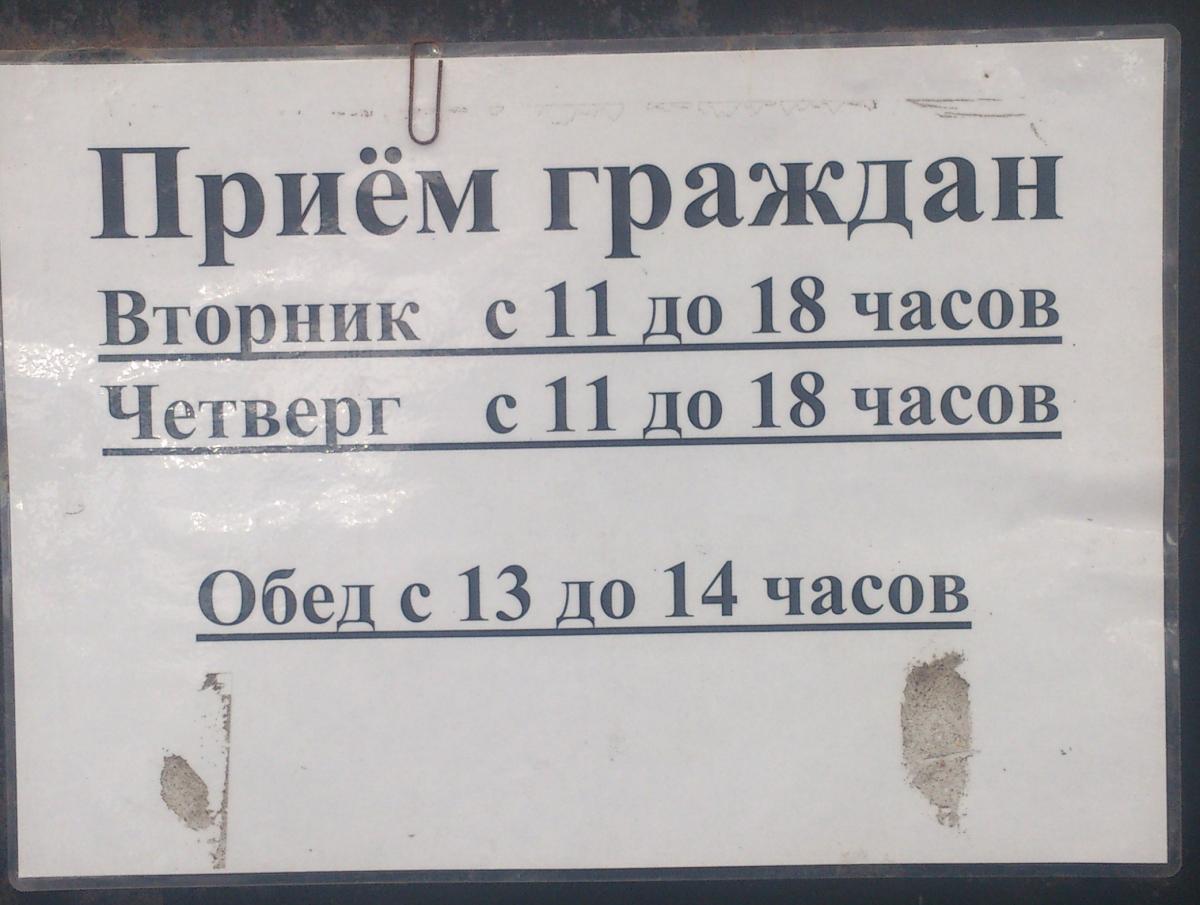 Приём граждан
Вторник с 11 до 18 часов
Четверг с 11 до 18 часов
Обед с 13 до 14 часов